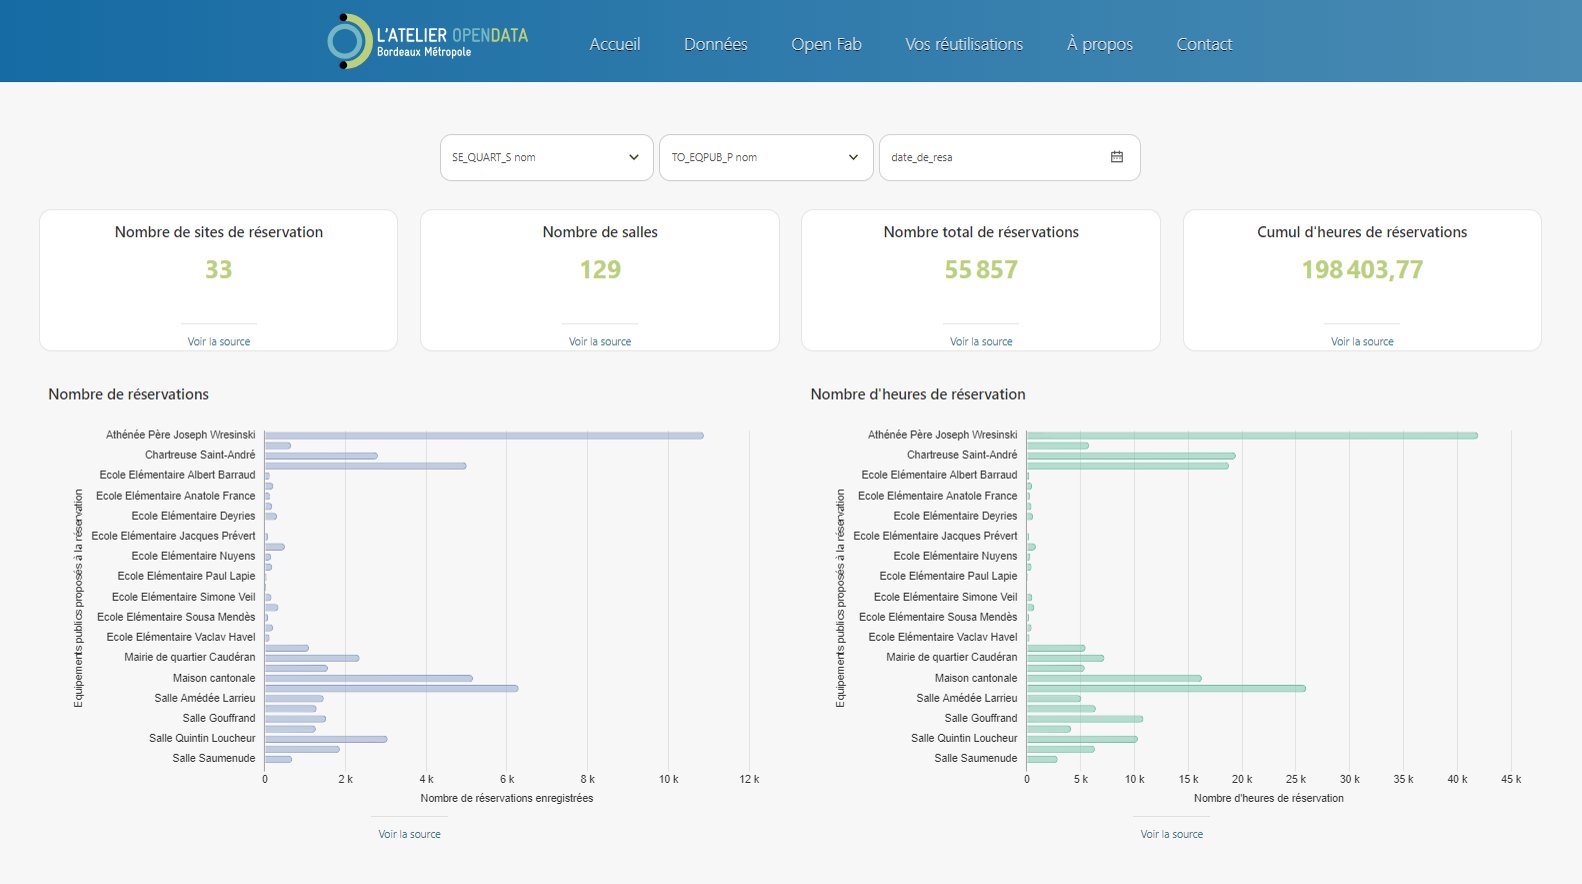 L'ATELIER OPENDATA
Bordeaux Métropole
Accueil
Données
Open Fab
Vos réutilisations
À propos
Contact
SE_QUART_S nom
TO_EQPUB_P nom
date_de_resa
Nombre de sites de réservation
33
Voir la source
Nombre de salles
129
Voir la source
Nombre total de réservations
55 857
Voir la source
Cumul d'heures de réservations
198 403,77
Voir la source
Nombre de réservations
Equipements publics proposés à la réservation
Athénée Père Joseph Wresinski
Chartreuse Saint-André
Ecole Elémentaire Albert Barraud
Ecole Elémentaire Anatole France
Ecole Elémentaire Deyries
Ecole Elémentaire Jacques Prévert
Ecole Elémentaire Nuyens
Ecole Elémentaire Paul Lapie
Ecole Elémentaire Simone Veil
Ecole Elémentaire Sousa Mendès
Ecole Elémentaire Vaclav Havel
Mairie de quartier Caudéran
Maison cantonale
Salle Amédée Larrieu
Salle Gouffrand
Salle Quintin Loucheur
Salle Saumenude
0 2 k 4 k 6 k 8 k 10 k 12 k
Nombre de réservations enregistrées
Voir la source
Nombre d'heures de réservation
Equipements publics proposés à la réservation
Athénée Père Joseph Wresinski
Chartreuse Saint-André
Ecole Elémentaire Albert Barraud
Ecole Elémentaire Anatole France
Ecole Elémentaire Deyries
Ecole Elémentaire Jacques Prévert
Ecole Elémentaire Nuyens
Ecole Elémentaire Paul Lapie
Ecole Elémentaire Simone Veil
Ecole Elémentaire Sousa Mendès
Ecole Elémentaire Vaclav Havel
Mairie de quartier Caudéran
Maison cantonale
Salle Amédée Larrieu
Salle Gouffrand
Salle Quintin Loucheur
Salle Saumenude
0 5 k 10 k 15 k 20 k 25 k 30 k 35 k 40 k 45 k
Nombre d'heures de réservation
Voir la source